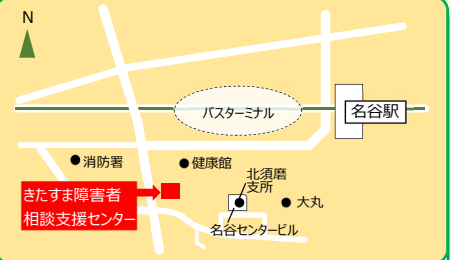 N
バスターミナル
名谷駅
消防署
健康館
北須磨
支所
きたすま障害者
相談支援センター
大丸
名谷センタービル